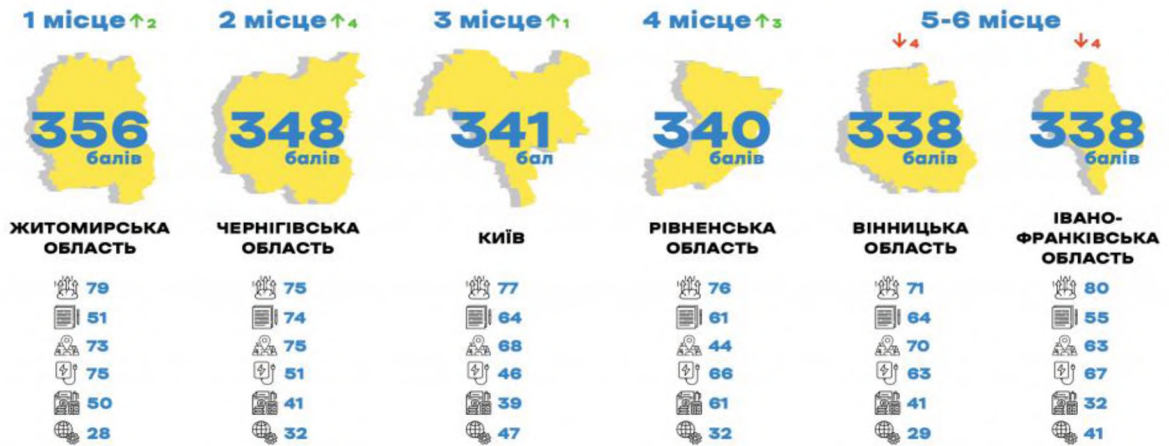 1 місце ↑2
2 місце ↑4
3 місце ↑1
4 місце ↑3
5-6 місце
↓4
↓4
356
балів
348
балів
341
бал
340
балів
338
балів
338
балів
ЖИТОМИРСЬКА
ОБЛАСТЬ
ЧЕРНІГІВСЬКА
ОБЛАСТЬ
КИЇВ
РІВНЕНСЬКА
ОБЛАСТЬ
ВІННИЦЬКА
ОБЛАСТЬ
ІВАНО-
ФРАНКІВСЬКА
ОБЛАСТЬ
79
51
73
75
50
28
75
74
75
51
41
32
77
64
68
46
39
47
76
61
44
66
61
32
71
64
70
63
41
29
80
55
63
67
32
41